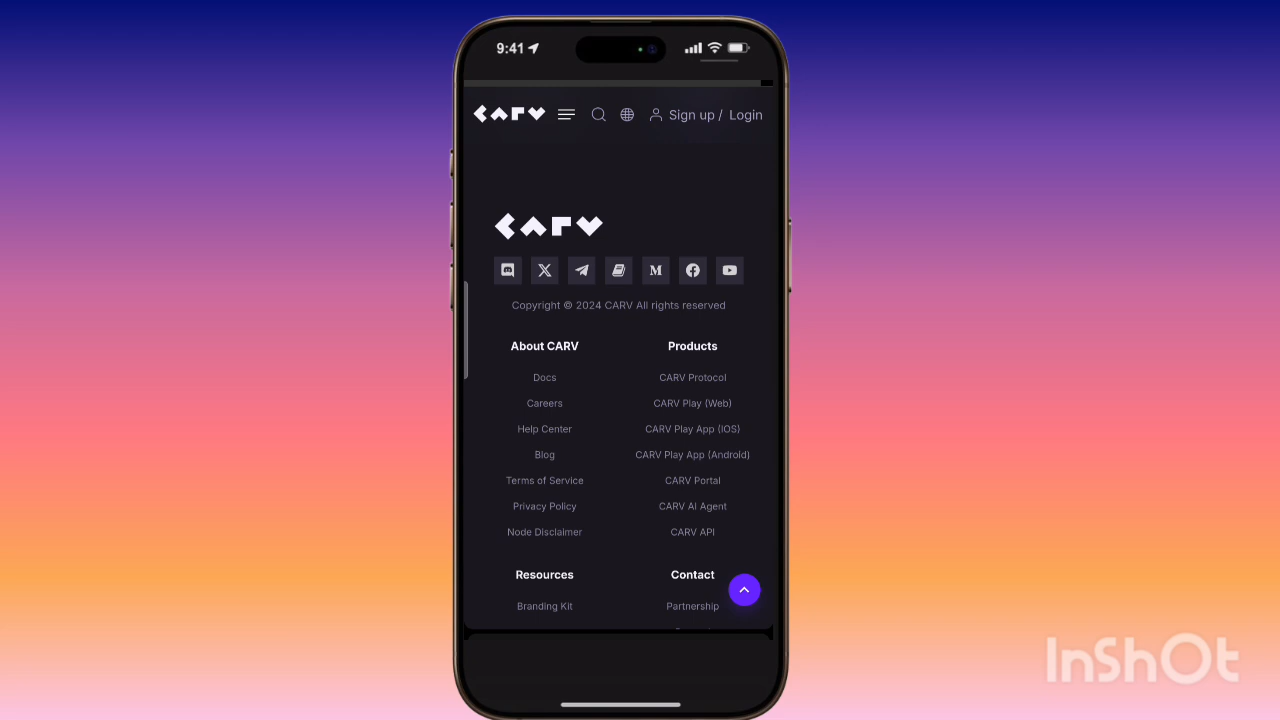 9:41
CARV
Sign up / Login
CARV
M
Copyright © 2024 CARV All rights reserved
About CARV
Products
Docs
CARV Protocol
Careers
CARV Play (Web)
Help Center
CARV Play App (IOS)
Blog
CARV Play App (Android)
Terms of Service
CARV Portal
Privacy Policy
CARV AI Agent
Node Disclaimer
CARV API
Resources
Contact
Branding Kit
Partnership
InShOt